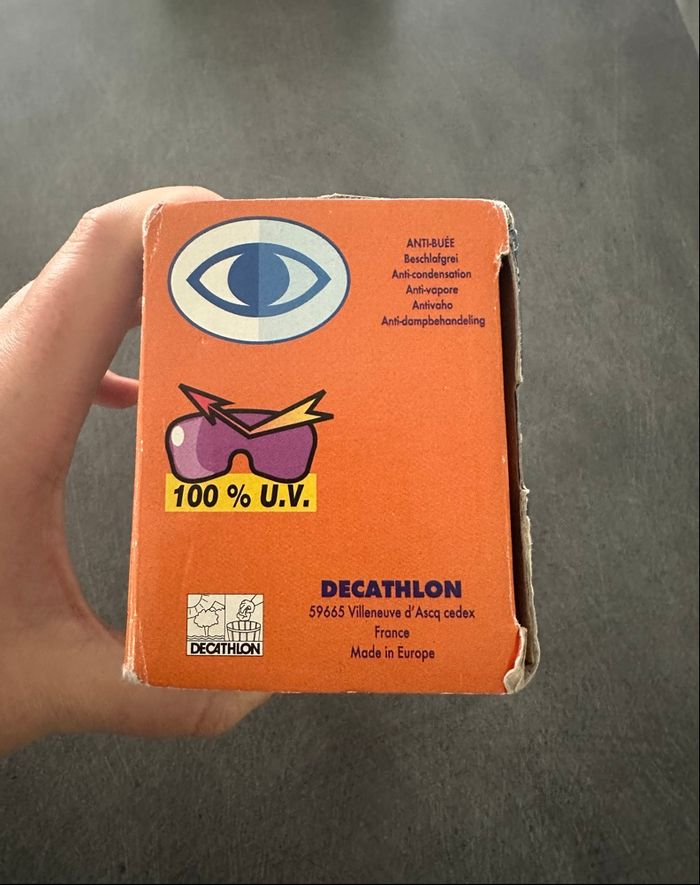 ANTI-BUÉE
Beschlafgrei
Anti-condensation
Anti-vapore
Antivaho
Anti-dampbehandeling
100 % U.V.
DECATHLON
59665 Villeneuve d'Ascq cedex
France
Made in Europe
DECATHLON